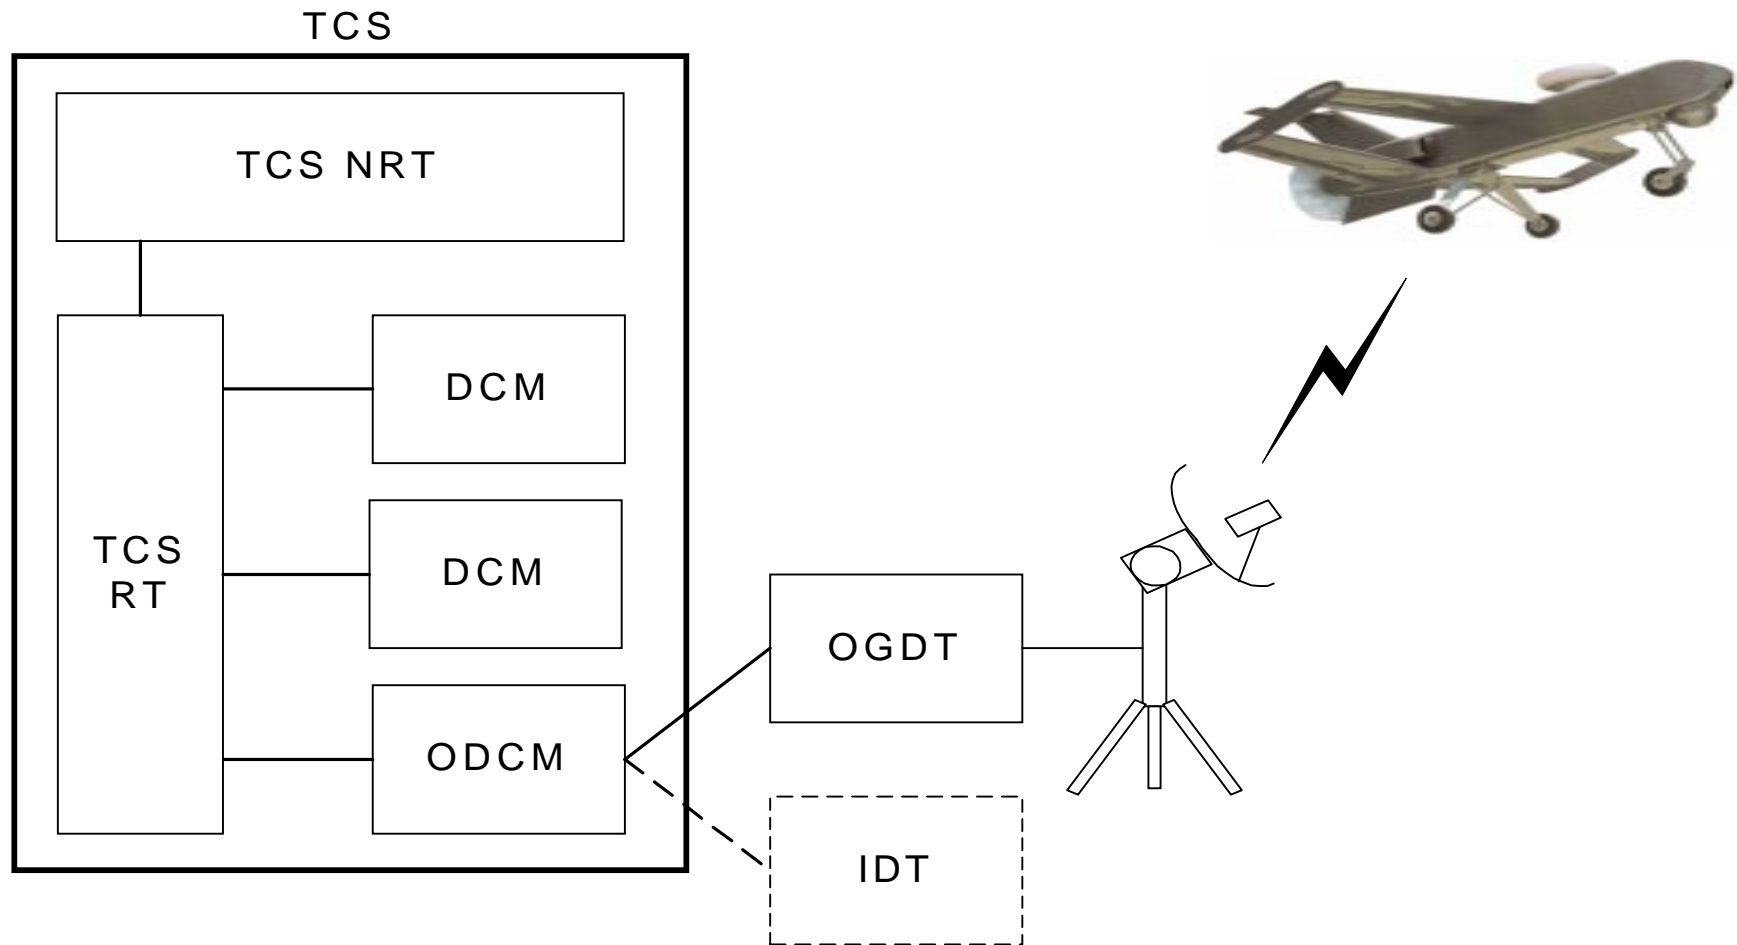 TCS
TCS NRT
DCM
TCS
RT
DCM
OGDT
ODCM
IDT